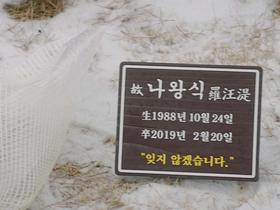 故 나왕식 羅汪湜
生1988년 10월 24일
卒2019년 2월 20일
"잊지 않겠습니다."